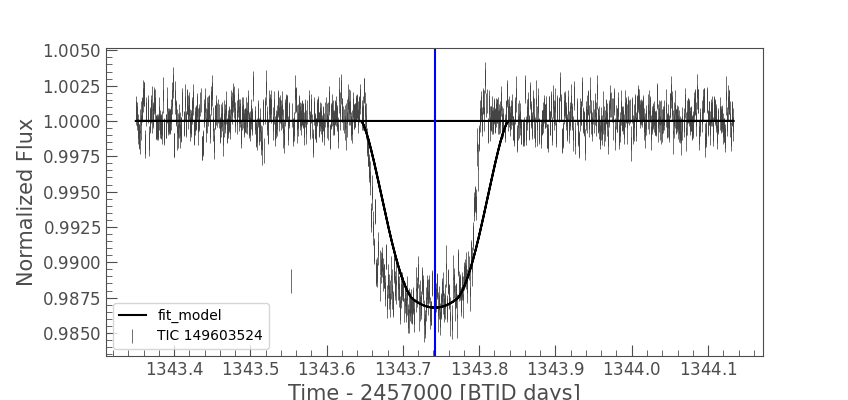 1.0050
1.0025
1.0000
0.9975
0.9950
0.9925
0.9900
0.9875
0.9850
Normalized Flux
fit_model
TIC 149603524
1343.4 1343.5 1343.6 1343.7 1343.8 1343.9 1344.0 1344.1
Time - 2457000 [BTJD days]